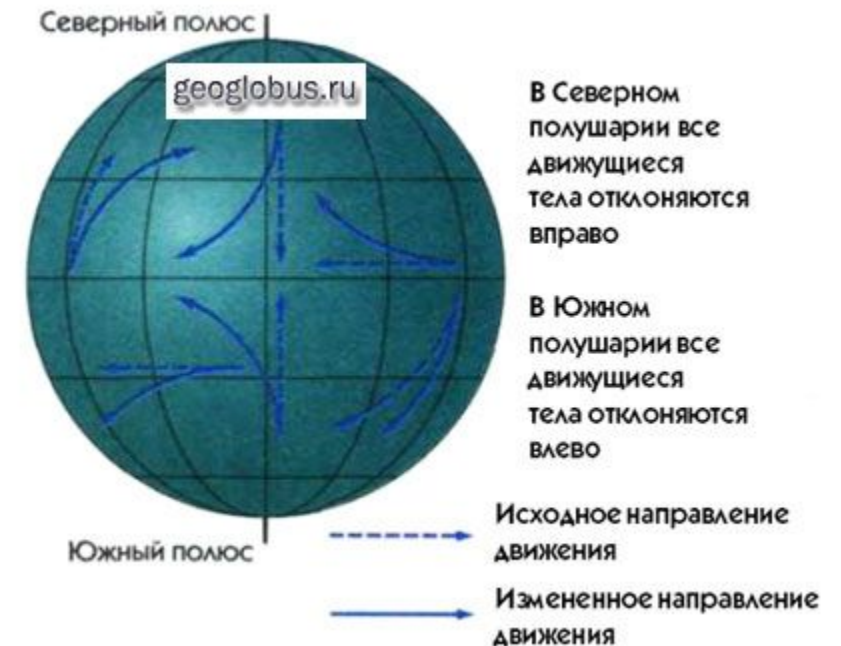 Северный полюс
geoglobus.ru
В Северном
полушарии все
движущиеся
тела отклоняются
вправо
В Южном
полушарии все
движущиеся
тела отклоняются
влево
Южный полюс
Исходное направление
движения
Измененное направление
движения